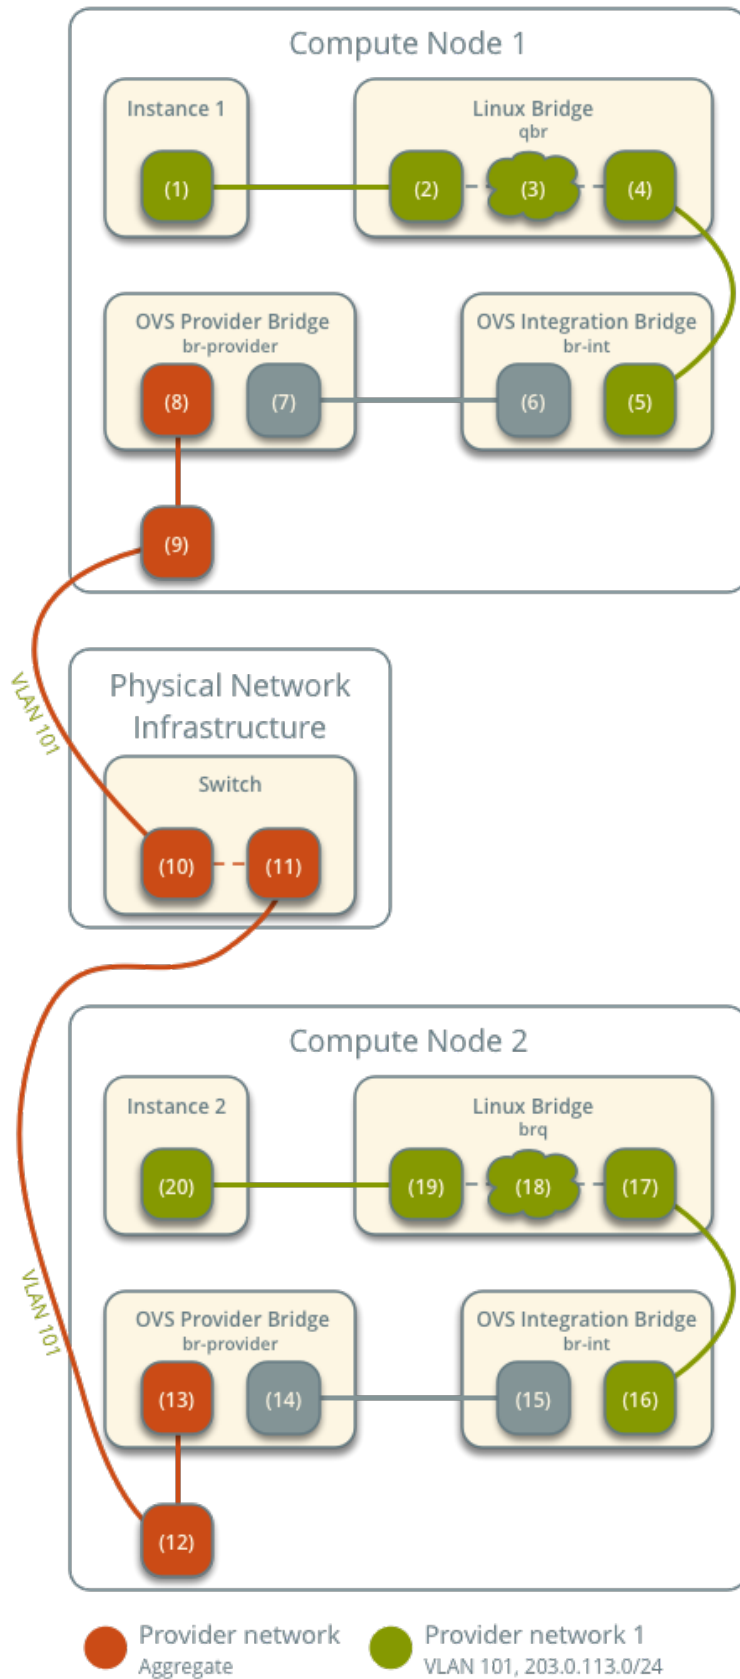 Compute Node 1
Instance 1
Linux Bridge
qbr
(1)
(2)
(3)
(4)
OVS Provider Bridge
br-provider
OVS Integration Bridge
br-int
(8)
(7)
(6)
(5)
(9)
VLAN 101
Physical Network
Infrastructure
Switch
(10)
(11)
Compute Node 2
Instance 2
Linux Bridge
brq
(20)
(19)
(18)
(17)
VLAN 101
OVS Provider Bridge
br-provider
OVS Integration Bridge
br-int
(13)
(14)
(15)
(16)
(12)
Provider network
Aggregate
Provider network 1
VLAN 101, 203.0.113.0/24